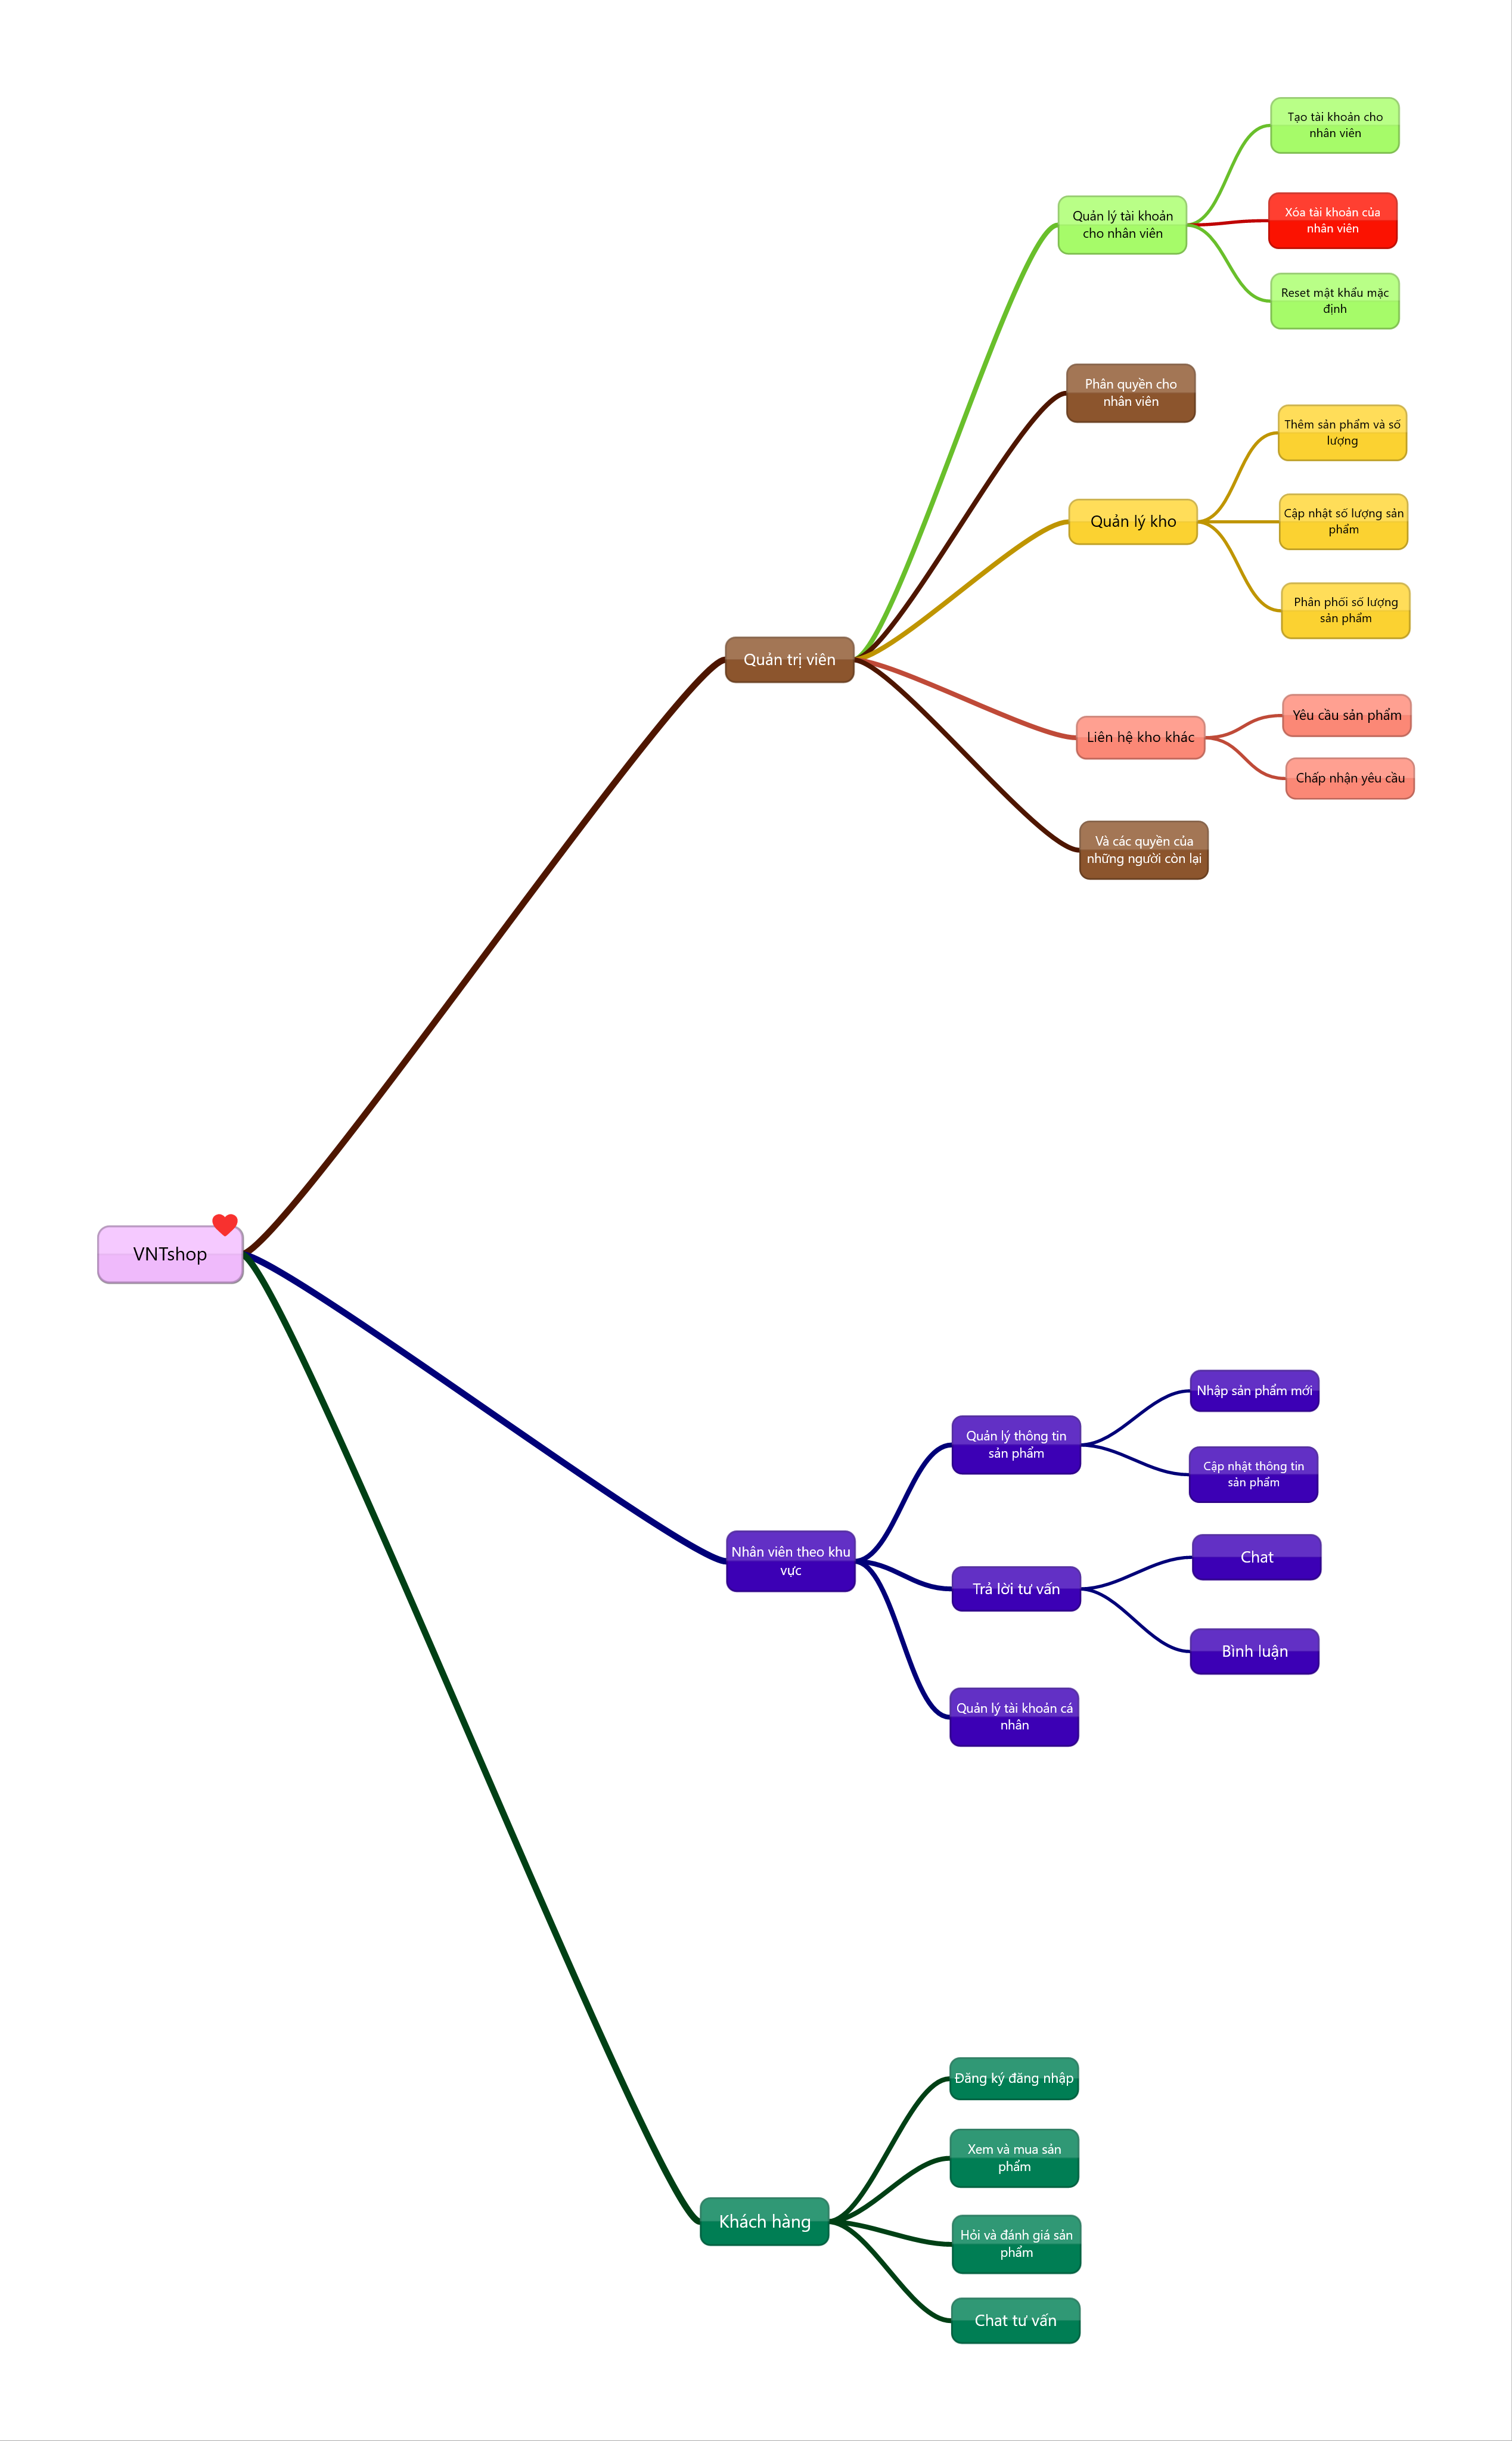 VNTshop
Quản trị viên
Quản lý tài khoản
cho nhân viên
Tạo tài khoản cho
nhân viên
Xóa tài khoản của
nhân viên
Reset mật khẩu mặc
định
Phân quyền cho
nhân viên
Quản lý kho
Thêm sản phẩm và số
lượng
Cập nhật số lượng sản
phẩm
Phân phối số lượng
sản phẩm
Liên hệ kho khác
Yêu cầu sản phẩm
Chấp nhận yêu cầu
Và các quyền của
những người còn lại
Nhân viên theo khu
vực
Quản lý thông tin
sản phẩm
Nhập sản phẩm mới
Cập nhật thông tin
sản phẩm
Trả lời tư vấn
Chat
Bình luận
Quản lý tài khoản cá
nhân
Khách hàng
Đăng ký đăng nhập
Xem và mua sản
phẩm
Hỏi và đánh giá sản
phẩm
Chat tư vấn